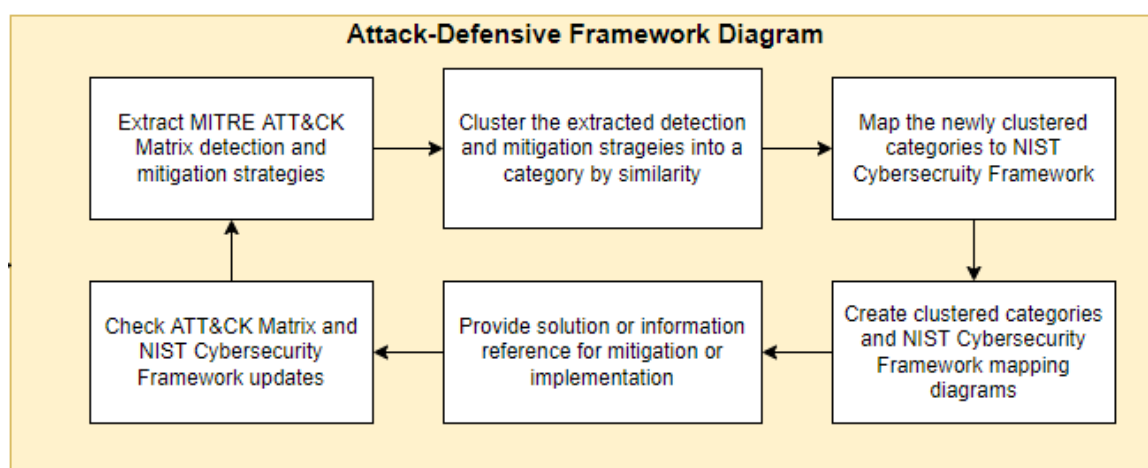 Attack-Defensive Framework Diagram
Extract MITRE ATT&CK
Matrix detection and
mitigation strategies
Cluster the extracted detection
and mitigation strageies into a
category by similarity
Map the newly clustered
categories to NIST
Cybersecruity Framework
Check ATT&CK Matrix and
NIST Cybersecurity
Framework updates
Provide solution or information
reference for mitigation or
implementation
Create clustered categories
and NIST Cybersecurity
Framework mapping
diagrams